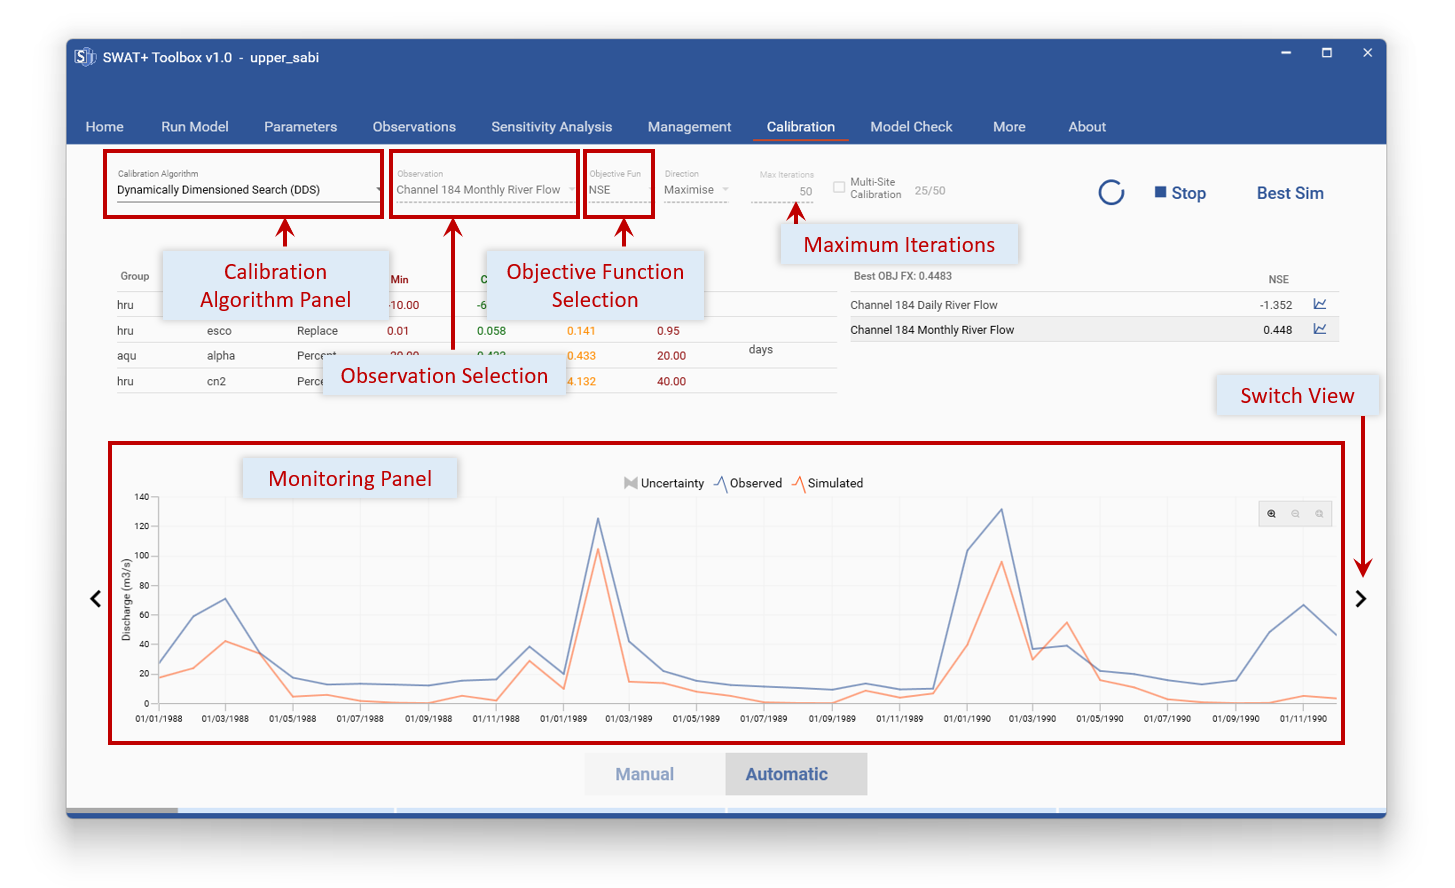 SWAT+ Toolbox v1.0 - upper_sabi
Home Run Model Parameters Observations Sensitivity Analysis Management Calibration Model Check More About
Calibration Algorithm Observation Objective Fun Direction Max Iterations
Dynamically Dimensioned Search (DDS) Channel 184 Monthly River Flow NSE Maximise 50
Multi-Site
Calibration
25/50
Stop
Best Sim
Maximum Iterations
Calibration
Algorithm Panel
Objective Function
Selection
Group Min
Best OBJ FX: 0.4483 NSE
hru -10.00
Channel 184 Daily River Flow -1.352
hru esco Replace 0.01 0.058 0.141 0.95
Channel 184 Monthly River Flow 0.448
aqu alpha Percent 0.433 20.00 days
hru cn2 4.132 40.00
Observation Selection
Switch View
Monitoring Panel
Uncertainty Observed Simulated
Discharge (m3/s)
140
120
100
80
60
40
20
0
01/01/1988 01/03/1988 01/05/1988 01/07/1988 01/09/1988 01/11/1988 01/01/1989 01/03/1989 01/05/1989 01/07/1989 01/09/1989 01/11/1989 01/01/1990 01/03/1990 01/05/1990 01/07/1990 01/09/1990 01/11/1990
Manual Automatic